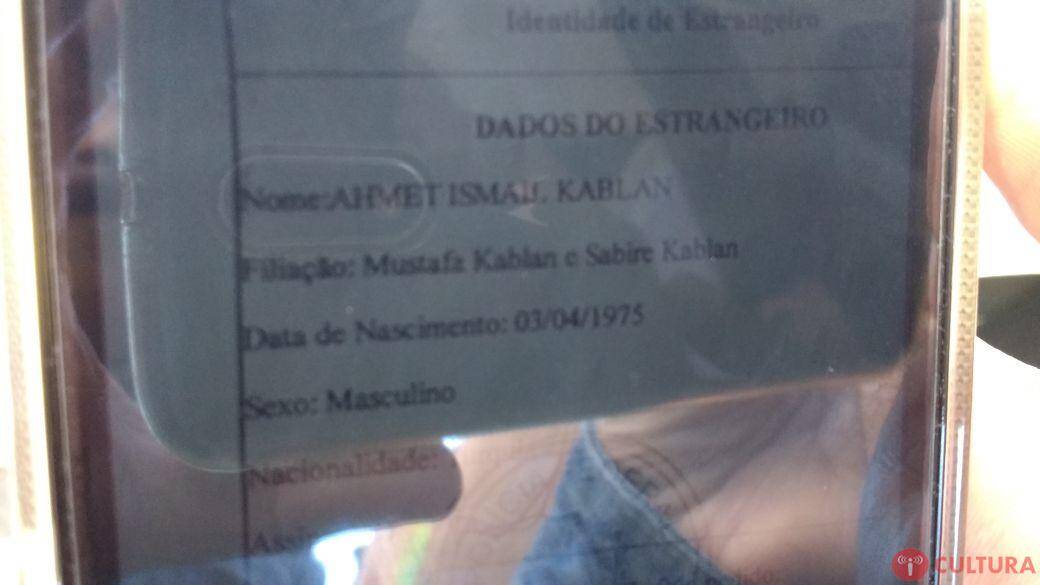 Identidade de Estrangeiro
DADOS DO ESTRANGEIRO
Nome:AHMET ISMAIL KABLAN
Filiação: Mustafa Kablan e Sabire Kablan
Data de Nascimento: 03/04/1975
Sexo: Masculino
Nacionalidade:
CULTURA